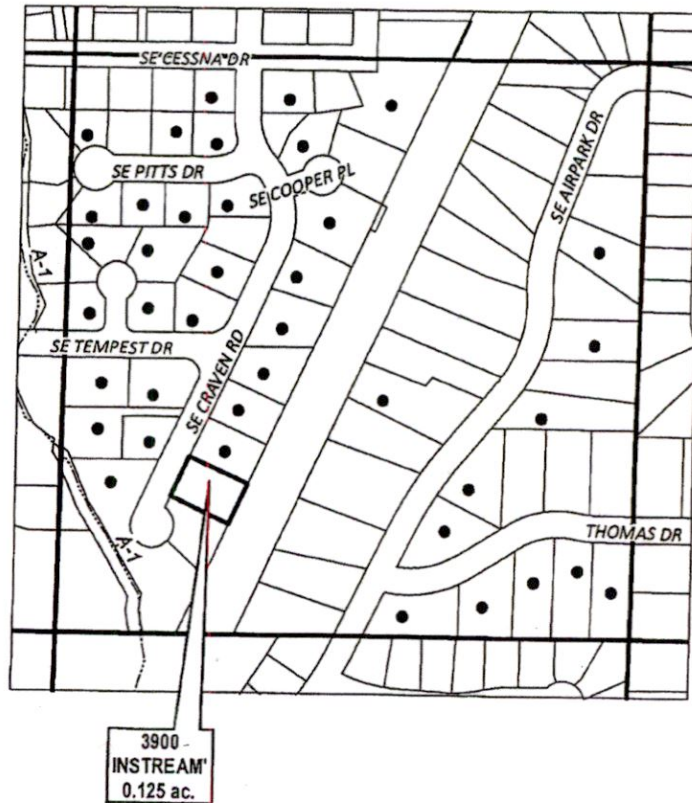 SE CESSNA DR
SE PITTS DR
SE COOPER PL
SE AIRPARK DR
A-1
SE TEMPEST DR
SE CRAVEN RD
A-1
THOMAS DR
3900
INSTREAM'
0.125 ac.